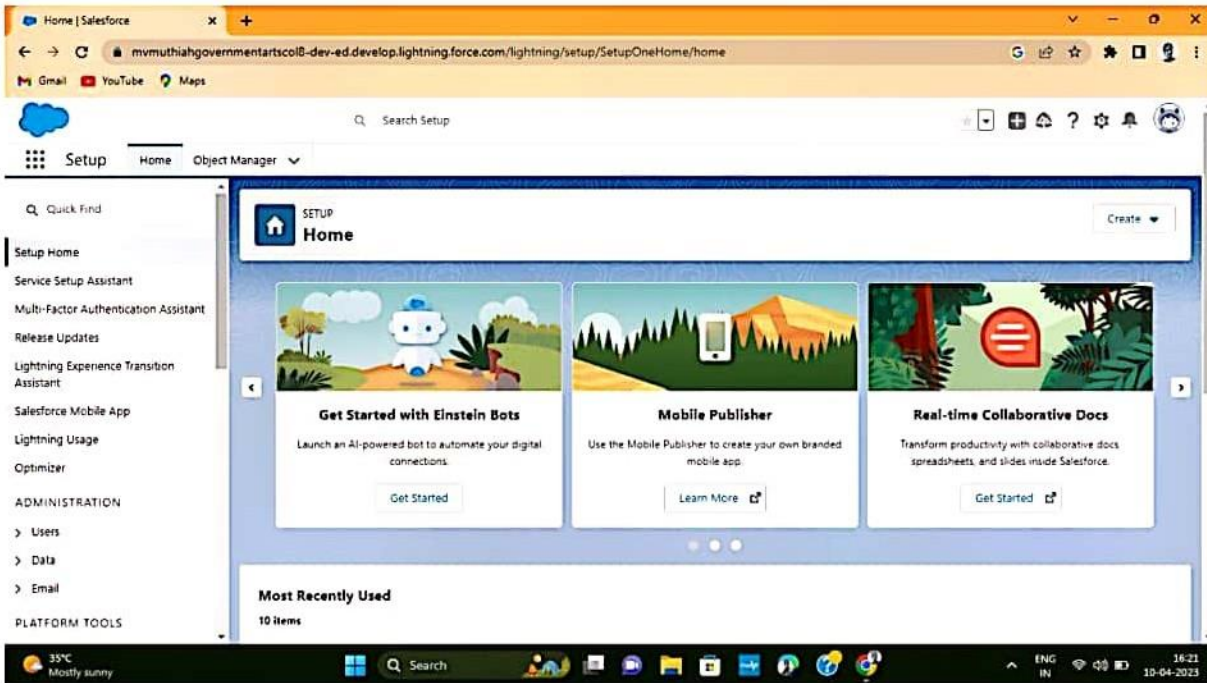 Home | Salesforce
mvmuthiahgovernmentartscol8-dev-ed.develop.lightning.force.com/lightning/setup/SetupOneHome/home
Gmail YouTube Maps
Search Setup
Setup Home Object Manager
Quick Find
Setup Home
Service Setup Assistant
Multi-Factor Authentication Assistant
Release Updates
Lightning Experience Transition
Assistant
Salesforce Mobile App
Lightning Usage
Optimizer
ADMINISTRATION
Users
Data
Email
PLATFORM TOOLS
SETUP
Home
Create
Get Started with Einstein Bots
Launch an AI-powered bot to automate your digital
connections.
Get Started
Mobile Publisher
Use the Mobile Publisher to create your own branded
mobile app.
Learn More
Real-time Collaborative Docs
Transform productivity with collaborative docs,
spreadsheets, and slides inside Salesforce.
Get Started
Most Recently Used
10 items
35°C
Mostly sunny
Search
ENG
IN
16:21
10-04-2023